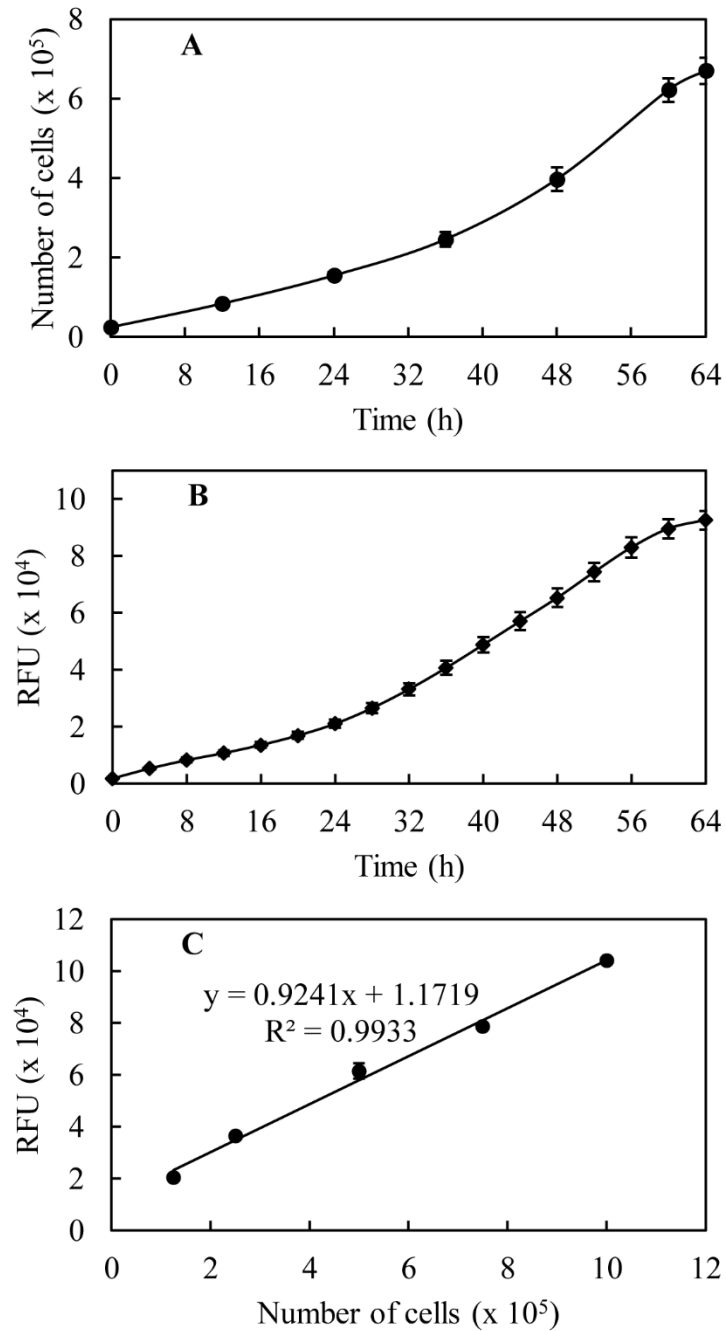 A
Number of cells (x 10⁵)
8
6
4
2
0
0 8 16 24 32 40 48 56 64
Time (h)
B
RFU (x 10⁴)
10
8
6
4
2
0
0 8 16 24 32 40 48 56 64
Time (h)
C
y = 0.9241x + 1.1719
R² = 0.9933
RFU (x 10⁴)
12
10
8
6
4
2
0
0 2 4 6 8 10 12
Number of cells (x 10⁵)